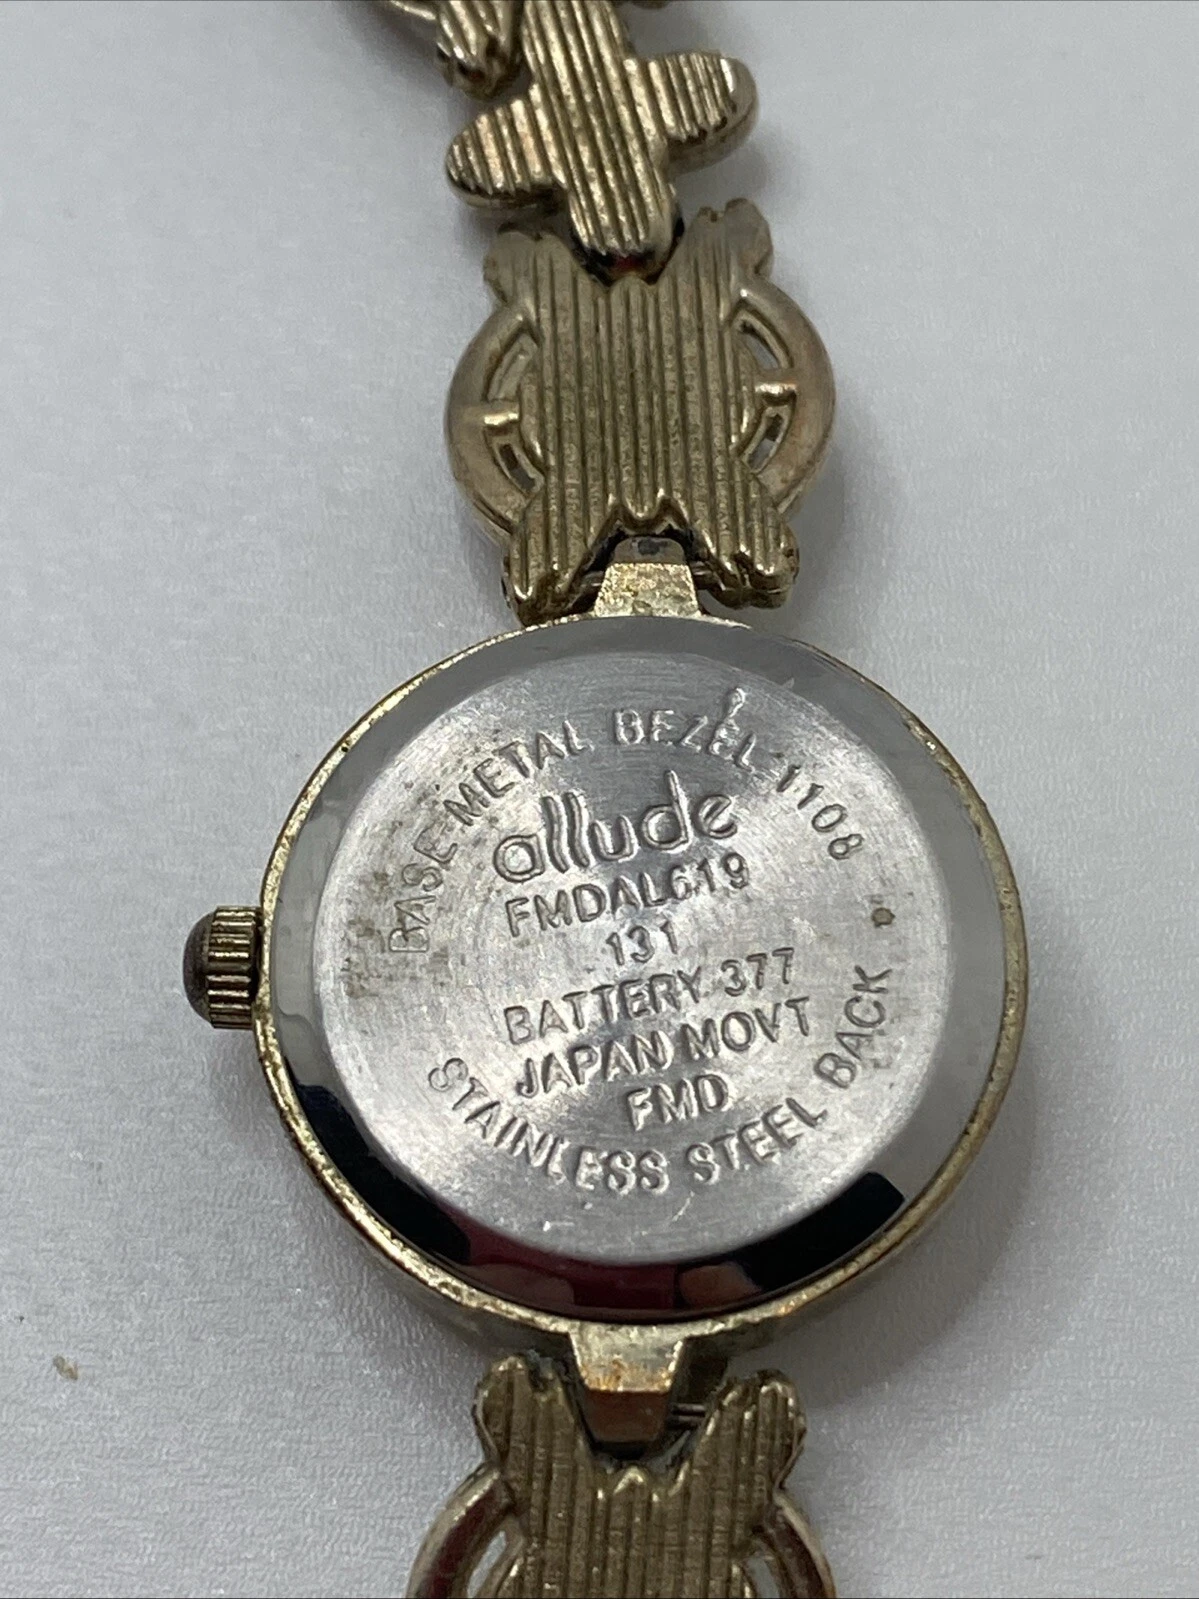 BASE METAL BEZEL 1108
allude
FMDAL619
131
BATTERY 377
JAPAN MOVT
FMD
STAINLESS STEEL BACK